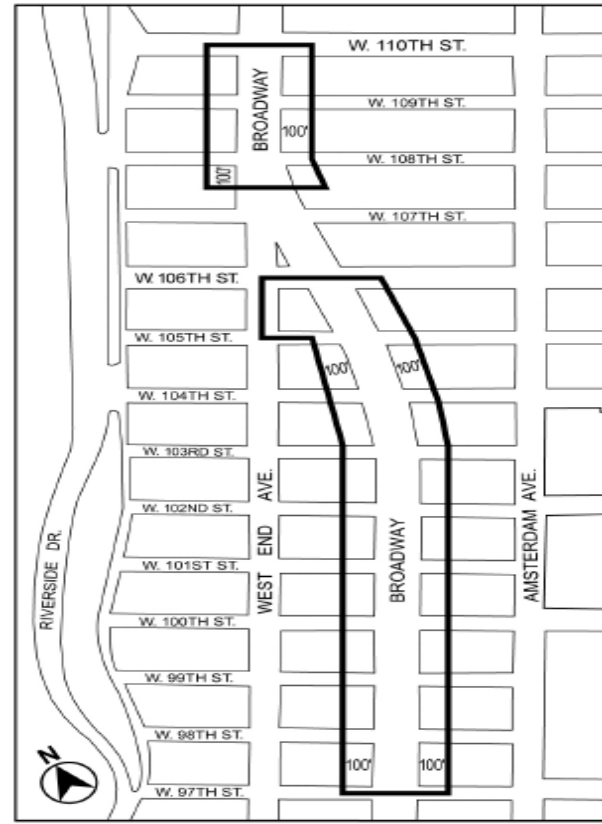 W. 110TH ST.
BROADWAY
W. 109TH ST.
100'
W. 108TH ST.
100'
W. 107TH ST.
W. 106TH ST.
W. 105TH ST.
100'
100'
W. 104TH ST.
W. 103RD ST.
WEST END AVE.
AMSTERDAM AVE.
W. 102ND ST.
BROADWAY
RIVERSIDE DR.
W. 101ST ST.
W. 100TH ST.
W. 99TH ST.
W. 98TH ST.
N
100'
100'
W. 97TH ST.